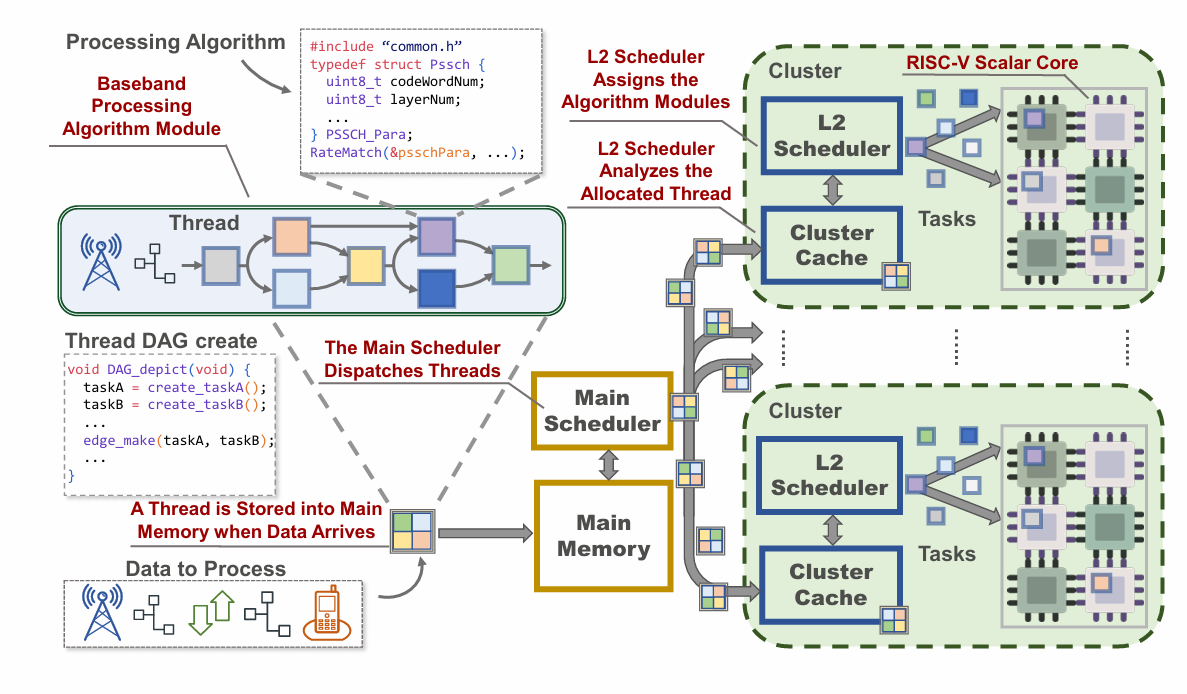 Processing Algorithm
#include “common.h”
typedef struct Pssch {
uint8_t codeWordNum;
uint8_t layerNum;
...
} PSSCH_Para;
RateMatch(&psschPara, ...);
Baseband
Processing
Algorithm Module
Thread
Thread DAG create
void DAG_depict(void) {
taskA = create_taskA();
taskB = create_taskB();
...
edge_make(taskA, taskB);
...
}
The Main Scheduler
Dispatches Threads
A Thread is Stored into Main
Memory when Data Arrives
Data to Process
Main
Scheduler
Main
Memory
L2 Scheduler
Assigns the
Algorithm Modules
L2 Scheduler
Analyzes the
Allocated Thread
Cluster
RISC-V Scalar Core
L2
Scheduler
Cluster
Cache
Tasks
Cluster
L2
Scheduler
Cluster
Cache
Tasks